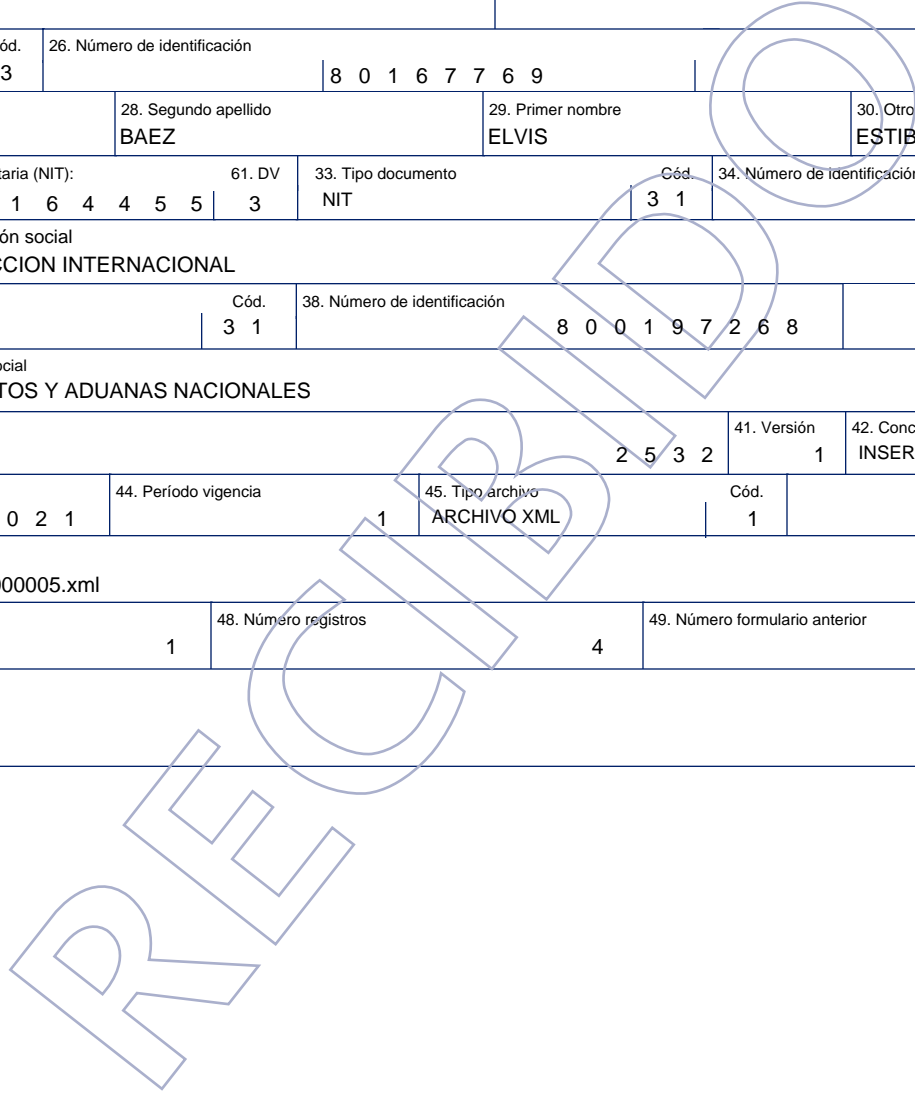 ód. 26. Número de identificación
3 8 0 1 6 7 7 6 9
28. Segundo apellido 29. Primer nombre 30. Otro
BAEZ ELVIS ESTIB
taria (NIT): 61. DV 33. Tipo documento Cód. 34. Número de identificación
1 6 4 4 5 5 3 NIT 3 1
ón social
CCION INTERNACIONAL
Cód. 38. Número de identificación
3 1 8 0 0 1 9 7 2 6 8
ocial
TOS Y ADUANAS NACIONALES
41. Versión 42. Conc
2 5 3 2 1 INSER
44. Período vigencia 45. Tipo archivo Cód.
0 2 1 1 ARCHIVO XML 1
000005.xml
48. Número registros 49. Número formulario anterior
1 4
RECIBIDO